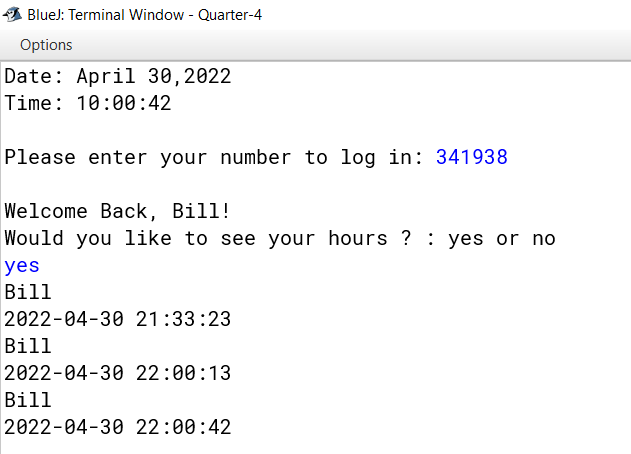 BlueJ: Terminal Window - Quarter-4
Options
Date: April 30,2022
Time: 10:00:42
Please enter your number to log in: 341938
Welcome Back, Bill!
Would you like to see your hours ? : yes or no
yes
Bill
2022-04-30 21:33:23
Bill
2022-04-30 22:00:13
Bill
2022-04-30 22:00:42